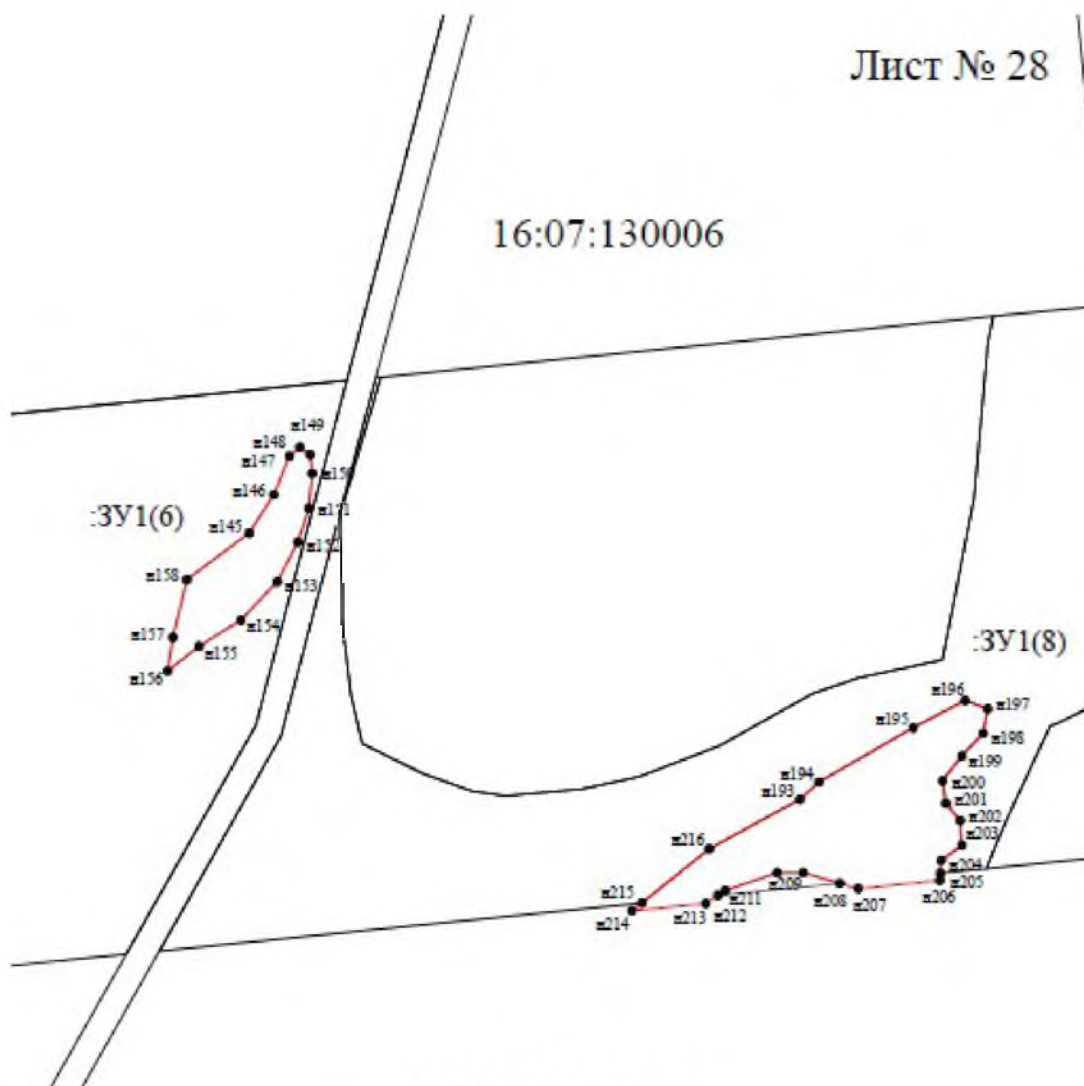 Лист № 28
16:07:130006
н149
н148
н147
н150
н146
:ЗУ1(6)
н151
н145
н152
н158
н153
н154
н157
н155
н156
:ЗУ1(8)
н196
н197
н195
н198
н199
н194
н200
н193
н201
н202
н216
н203
н204
н209
н205
н215
н211
н208
н207
н206
н214
н213
н212